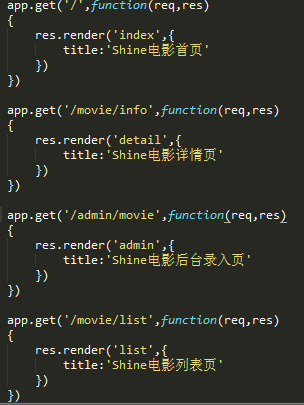 app.get('/',function(req,res)
{
res.render('index',{
title:'Shine电影首页'
})
})
app.get('/movie/info',function(req,res)
{
res.render('detail',{
title:'Shine电影详情页'
})
})
app.get('/admin/movie',function(req,res)
{
res.render('admin',{
title:'Shine电影后台录入页'
})
})
app.get('/movie/list',function(req,res)
{
res.render('list',{
title:'Shine电影列表页'
})
})